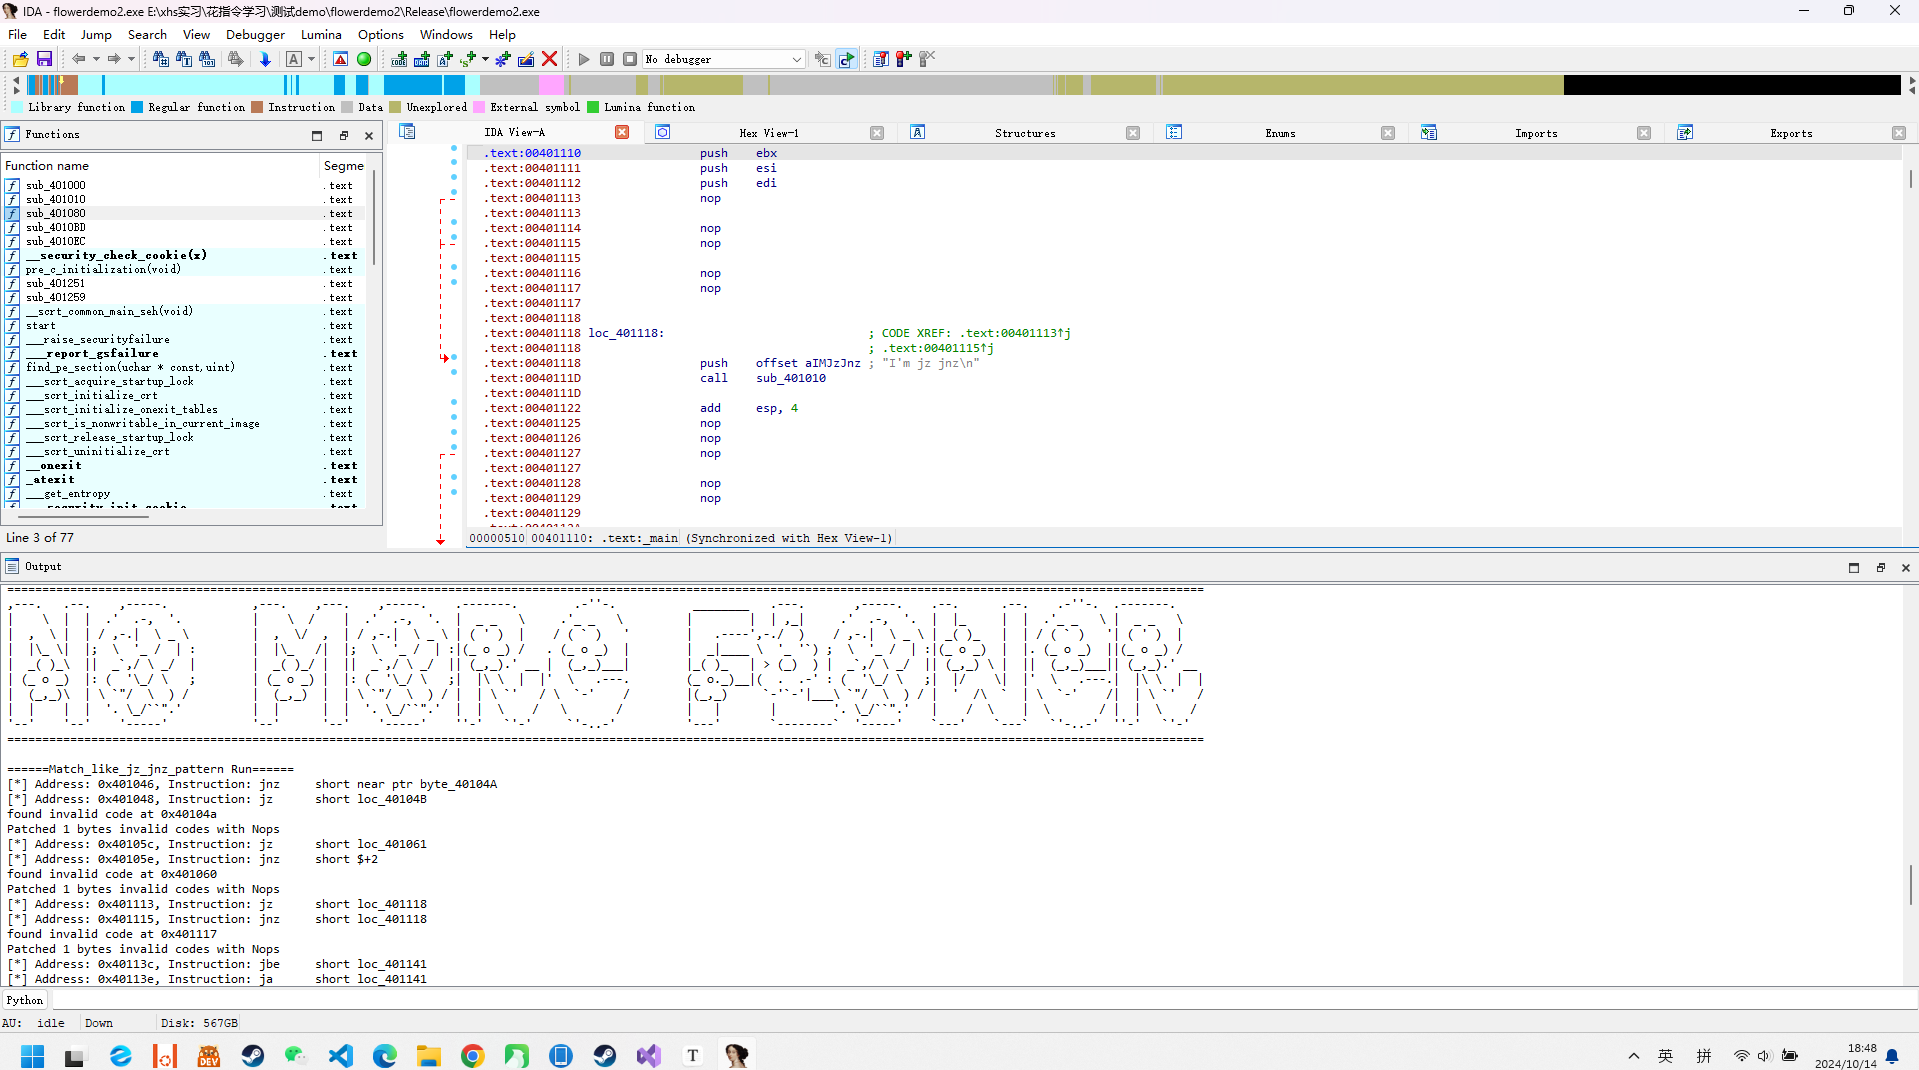 IDA - flowerdemo2.exe E:\xhs实习\花指令学习\测试demo\flowerdemo2\Release\flowerdemo2.exe
File Edit Jump Search View Debugger Lumina Options Windows Help
No debugger
Library function Regular function Instruction Data Unexplored External symbol Lumina function
Functions
Function name Segme
sub_401000 .text
sub_401010 .text
sub_401080 .text
sub_4010BD .text
sub_4010EC .text
__security_check_cookie(x) .text
pre_c_initialization(void) .text
sub_401251 .text
sub_401259 .text
__scrt_common_main_seh(void) .text
start .text
___raise_securityfailure .text
___report_gsfailure .text
find_pe_section(uchar * const,uint) .text
___scrt_acquire_startup_lock .text
___scrt_initialize_crt .text
___scrt_initialize_onexit_tables .text
___scrt_is_nonwritable_in_current_image .text
___scrt_release_startup_lock .text
___scrt_uninitialize_crt .text
__onexit .text
_atexit .text
___get_entropy .text
Line 3 of 77
IDA View-A Hex View-1 Structures Enums Imports Exports
.text:00401110 push ebx
.text:00401111 push esi
.text:00401112 push edi
.text:00401113 nop
.text:00401113
.text:00401114 nop
.text:00401115 nop
.text:00401115
.text:00401116 nop
.text:00401117 nop
.text:00401117
.text:00401118
.text:00401118 loc_401118: ; CODE XREF: .text:00401113↑j
.text:00401118 ; .text:00401115↑j
.text:00401118 push offset aIMJzJnz ; "I'm jz jnz\n"
.text:0040111D call sub_401010
.text:0040111D
.text:00401122 add esp, 4
.text:00401125 nop
.text:00401126 nop
.text:00401127 nop
.text:00401127
.text:00401128 nop
.text:00401129 nop
.text:00401129
00000510 00401110: .text:_main (Synchronized with Hex View-1)
Output
NO MORE FLOWER
======Match_like_jz_jnz_pattern Run======
[*] Address: 0x401046, Instruction: jnz short near ptr byte_40104A
[*] Address: 0x401048, Instruction: jz short loc_40104B
found invalid code at 0x40104a
Patched 1 bytes invalid codes with Nops
[*] Address: 0x40105c, Instruction: jz short loc_401061
[*] Address: 0x40105e, Instruction: jnz short $+2
found invalid code at 0x401060
Patched 1 bytes invalid codes with Nops
[*] Address: 0x401113, Instruction: jz short loc_401118
[*] Address: 0x401115, Instruction: jnz short loc_401118
found invalid code at 0x401117
Patched 1 bytes invalid codes with Nops
[*] Address: 0x40113c, Instruction: jbe short loc_401141
[*] Address: 0x40113e, Instruction: ja short loc_401141
Python
AU: idle Down Disk: 567GB
DEV
T
英 拼
18:48
2024/10/14